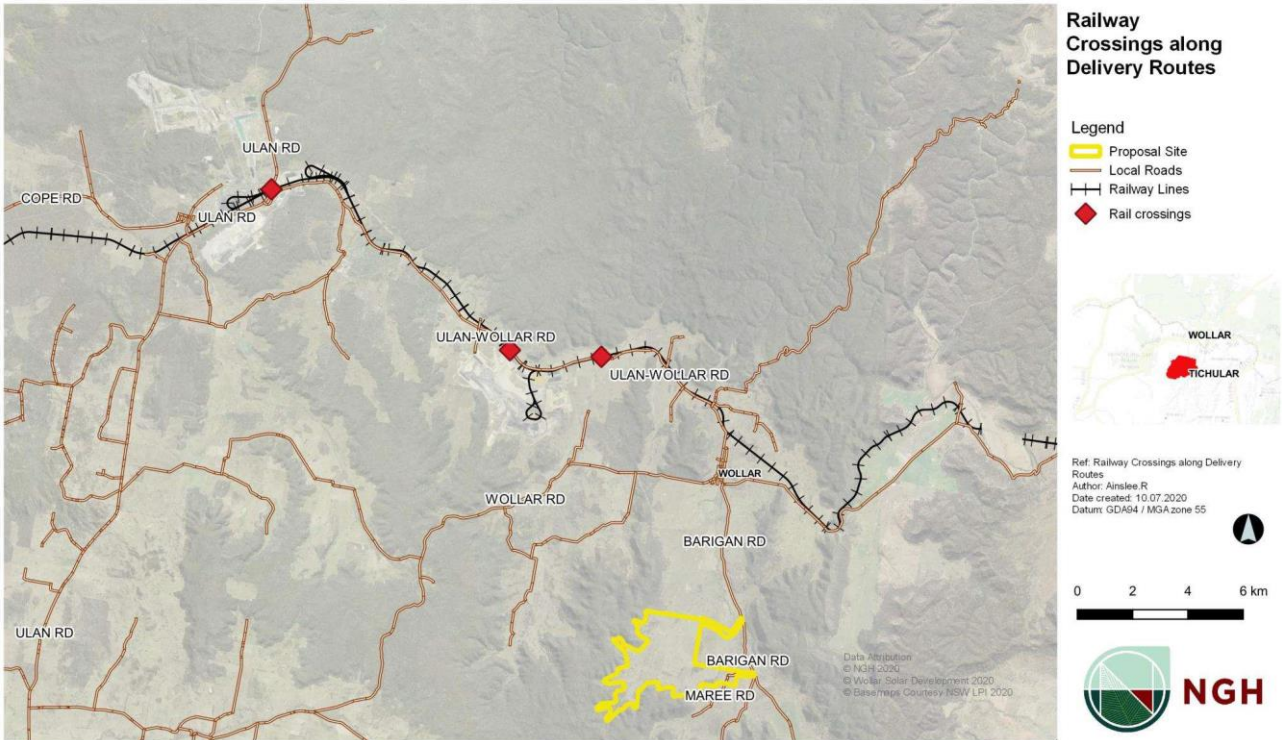 Railway
Crossings along
Delivery Routes
Legend
Proposal Site
Local Roads
Railway Lines
Rail crossings
ULAN RD
COPE RD
ULAN RD
ULAN-WOLLAR RD
ULAN-WOLLAR RD
WOLLAR
WOLLAR RD
BARIGAN RD
ULAN RD
BARIGAN RD
MAREE RD
Data Attribution
© NGH 2020
© Wollar Solar Development 2020
© Basemaps Courtesy NSW LPI 2020
WOLLAR
TICHULAR
Ref: Railway Crossings along Delivery
Routes
Author: Ainslee.R
Date created: 10.07.2020
Datum: GDA94 / MGA zone 55
0 2 4 6 km
NGH